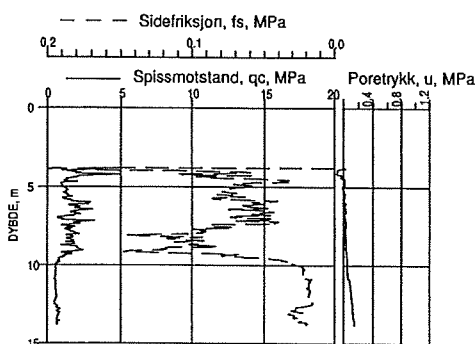 Sidefriksjon, fs, MPa
0,2 0,1 0,0
Spissmotstand, qc, MPa Poretrykk, u, MPa
0 5 10 15 20 0,4 0,8 1,2
0
5
10
15
DYBDE, m